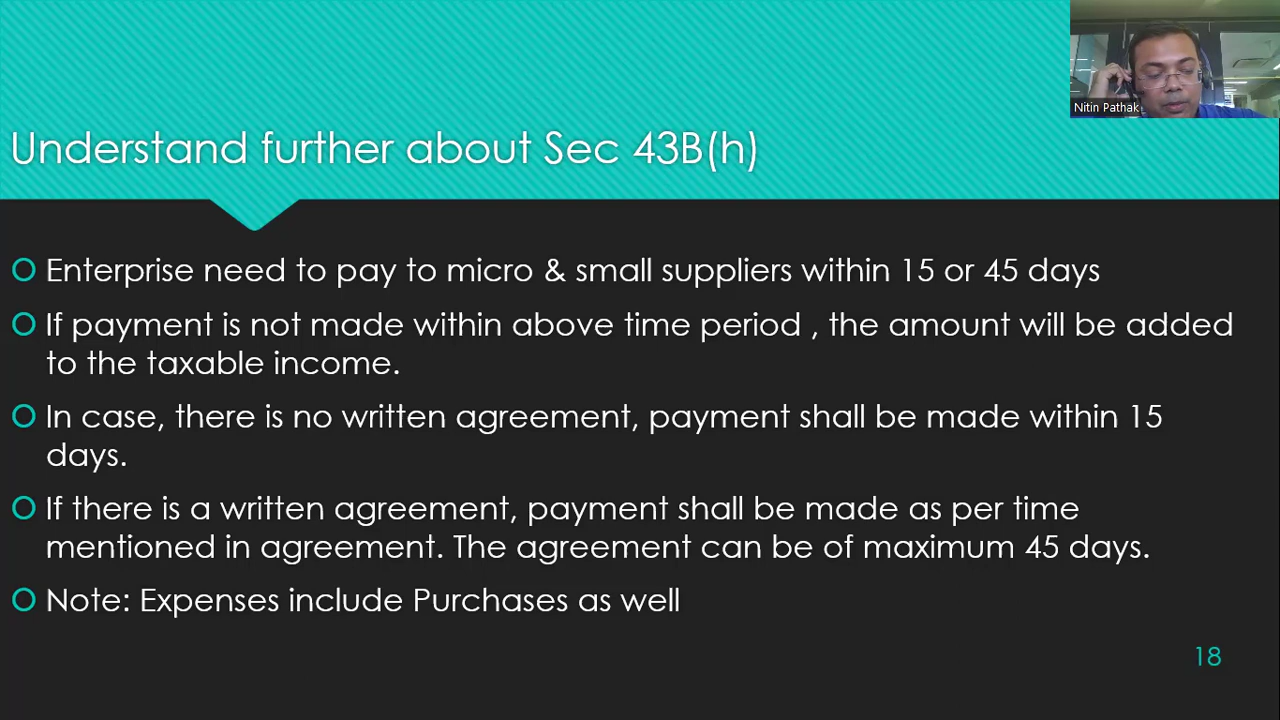 Nitin Pathak
Understand further about Sec 43B(h)
Enterprise need to pay to micro & small suppliers within 15 or 45 days
If payment is not made within above time period , the amount will be added
to the taxable income.
In case, there is no written agreement, payment shall be made within 15
days.
If there is a written agreement, payment shall be made as per time
mentioned in agreement. The agreement can be of maximum 45 days.
Note: Expenses include Purchases as well
18